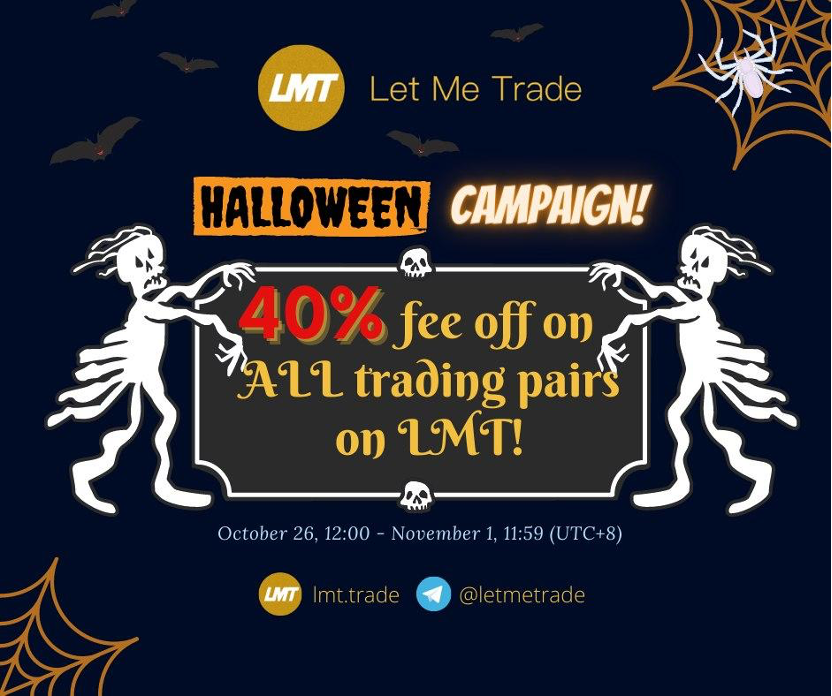 LMT Let Me Trade
HALLOWEEN CAMPAIGN!
40% fee off on
ALL trading pairs
on LMT!
October 26, 12:00 - November 1, 11:59 (UTC+8)
LMT lmt.trade @letmetrade